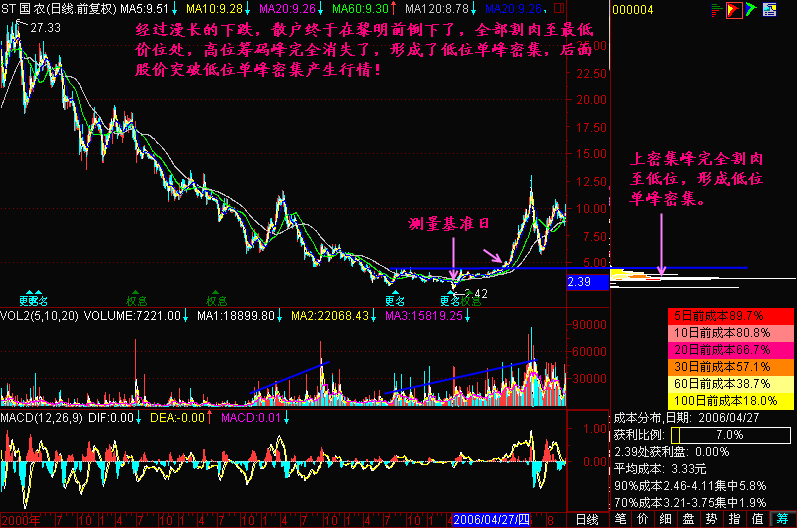 ST 国 农(日线.前复权) MA5:9.51↓ MA10:9.28↓ MA20:9.26↓ MA60:9.30↑ MA120:8.78↓ MA20:9.26↓
000004
27.33
经过漫长的下跌，散户终于在黎明前倒下了，全部割肉至最低
价位处，高位筹码峰完全消失了，形成了低位单峰密集，后面
股价突破低位单峰密集产生行情！
25.00
22.50
20.00
17.50
15.00
12.50
10.00
7.50
5.00
2.39
上密集峰完全割肉
至低位，形成低位
单峰密集。
测量基准日
2.42
更名
权息
权息
更名
更名
权息
VOL2(5,10,20) VOLUME:7221.00↓ MA1:18899.80↓ MA2:22068.43↓ MA3:15819.25↓
90000
60000
30000
5日前成本89.7%
10日前成本80.8%
20日前成本66.7%
30日前成本57.1%
60日前成本38.7%
100日前成本18.0%
MACD(12,26,9) DIF:0.00↓ DEA:-0.00↑ MACD:0.01↓
1.00
0.00
成本分布,日期: 2006/04/27
获利比例: 7.0%
2.39处获利盘: 0.00%
平均成本: 3.33元
90%成本2.46-4.11集中5.8%
70%成本3.21-3.75集中1.9%
2000年 7 10 1 4 7 10 1 4 7 10 1 4 7 10 1 4 7 10 1 4 7 10 1 4 2006/04/27/四 8
日线
笔 价 细 盘 势 指 值 筹